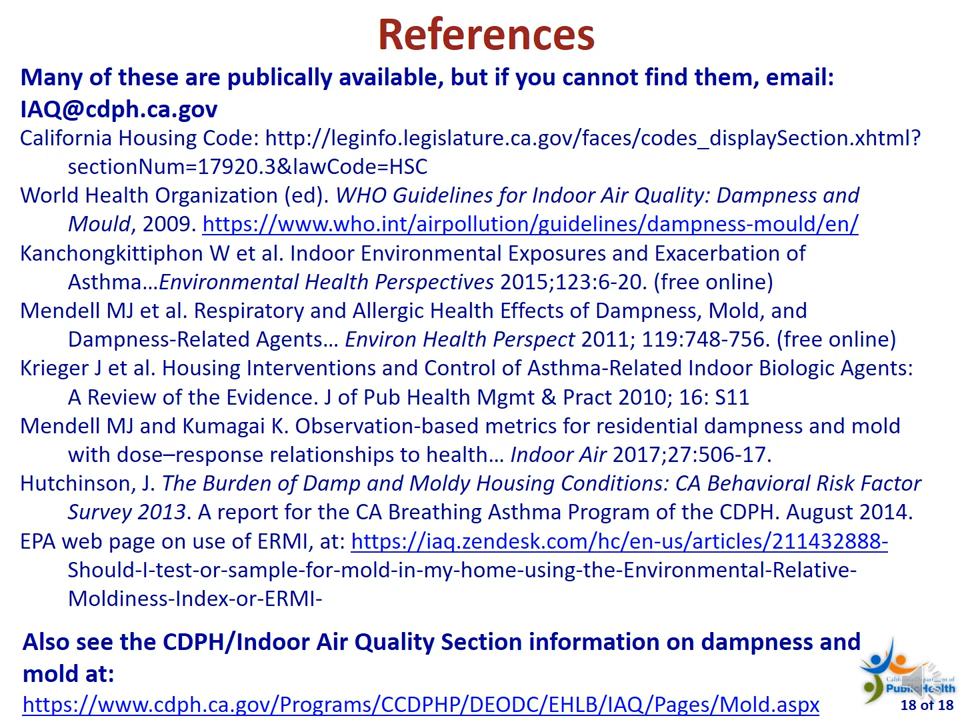 References
Many of these are publically available, but if you cannot find them, email:
IAQ@cdph.ca.gov
California Housing Code: http://leginfo.legislature.ca.gov/faces/codes_displaySection.xhtml?
sectionNum=17920.3&lawCode=HSC
World Health Organization (ed). WHO Guidelines for Indoor Air Quality: Dampness and
Mould, 2009. https://www.who.int/airpollution/guidelines/dampness-mould/en/
Kanchongkittiphon W et al. Indoor Environmental Exposures and Exacerbation of
Asthma…Environmental Health Perspectives 2015;123:6-20. (free online)
Mendell MJ et al. Respiratory and Allergic Health Effects of Dampness, Mold, and
Dampness-Related Agents… Environ Health Perspect 2011; 119:748-756. (free online)
Krieger J et al. Housing Interventions and Control of Asthma-Related Indoor Biologic Agents:
A Review of the Evidence. J of Pub Health Mgmt & Pract 2010; 16: S11
Mendell MJ and Kumagai K. Observation-based metrics for residential dampness and mold
with dose–response relationships to health… Indoor Air 2017;27:506-17.
Hutchinson, J. The Burden of Damp and Moldy Housing Conditions: CA Behavioral Risk Factor
Survey 2013. A report for the CA Breathing Asthma Program of the CDPH. August 2014.
EPA web page on use of ERMI, at: https://iaq.zendesk.com/hc/en-us/articles/211432888-
Should-I-test-or-sample-for-mold-in-my-home-using-the-Environmental-Relative-
Moldiness-Index-or-ERMI-
Also see the CDPH/Indoor Air Quality Section information on dampness and
mold at:
https://www.cdph.ca.gov/Programs/CCDPHP/DEODC/EHLB/IAQ/Pages/Mold.aspx
PublicHealth
18 of 18